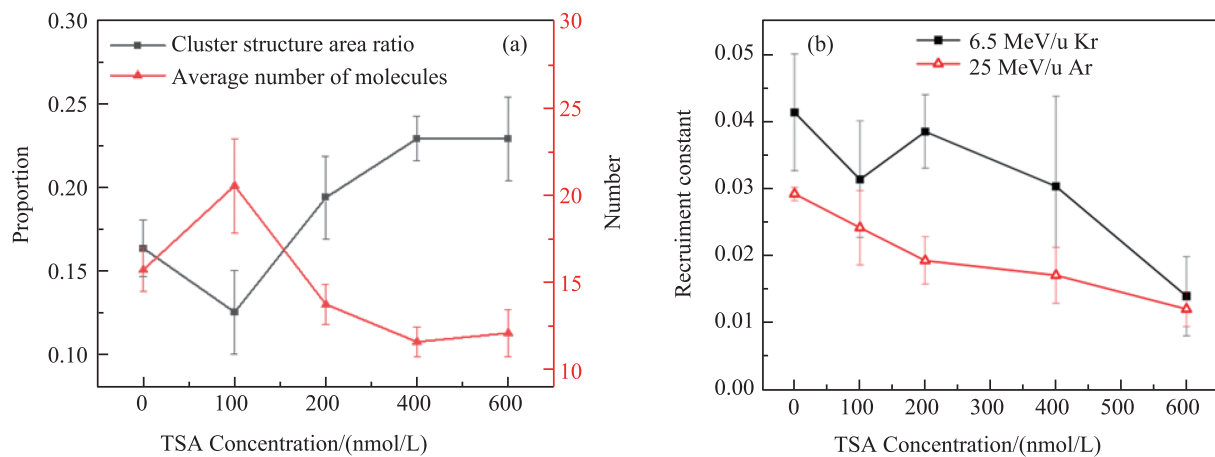 0.30
0.25
0.20
0.15
0.10
Proportion
Cluster structure area ratio
Average number of molecules
(a)
30
25
20
15
10
Number
0 100 200 400 600
TSA Concentration/(nmol/L)
0.05
0.04
0.03
0.02
0.01
0.00
Recruiment constant
(b)
6.5 MeV/u Kr
25 MeV/u Ar
0 100 200 300 400 500 600
TSA Concentration/(nmol/L)